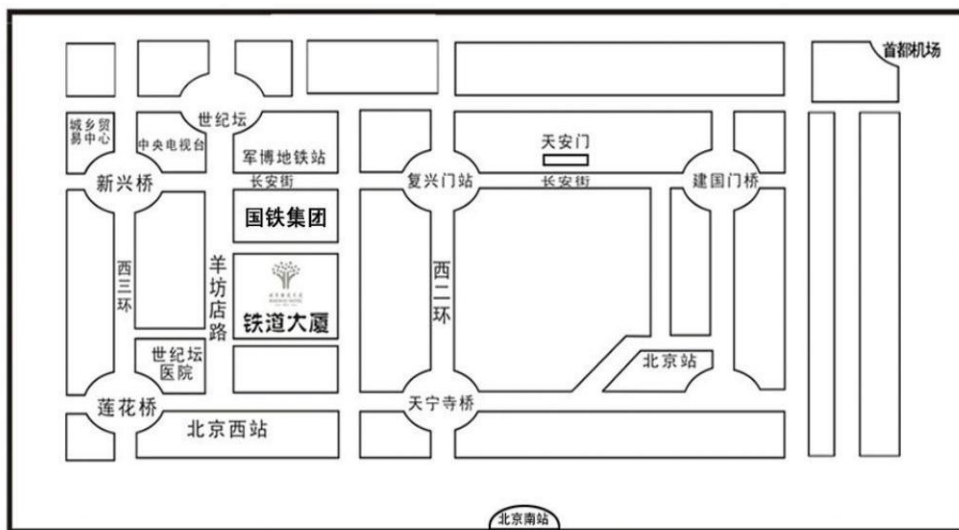 首都机场
城乡贸
易中心
中央电视台
世纪坛
军博地铁站
天安门
新兴桥
长安街
复兴门站
长安街
建国门桥
国铁集团
西三环
羊坊店路
铁道大厦
西二环
世纪坛
医院
北京站
莲花桥
天宁寺桥
北京西站
北京南站